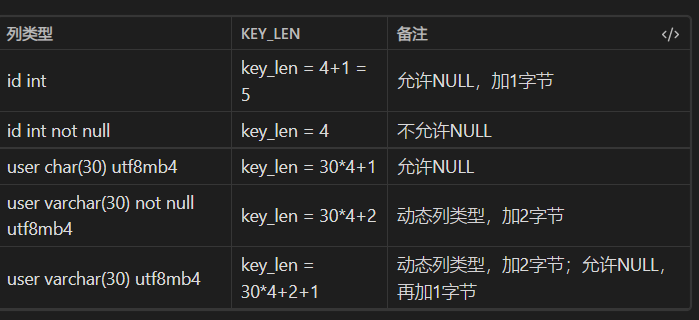 列类型 KEY_LEN 备注 </>
id int key_len = 4+1 = 5 允许NULL，加1字节
id int not null key_len = 4 不允许NULL
user char(30) utf8mb4 key_len = 30*4+1 允许NULL
user varchar(30) not null utf8mb4 key_len = 30*4+2 动态列类型，加2字节
user varchar(30) utf8mb4 key_len = 30*4+2+1 动态列类型，加2字节；允许NULL，再加1字节